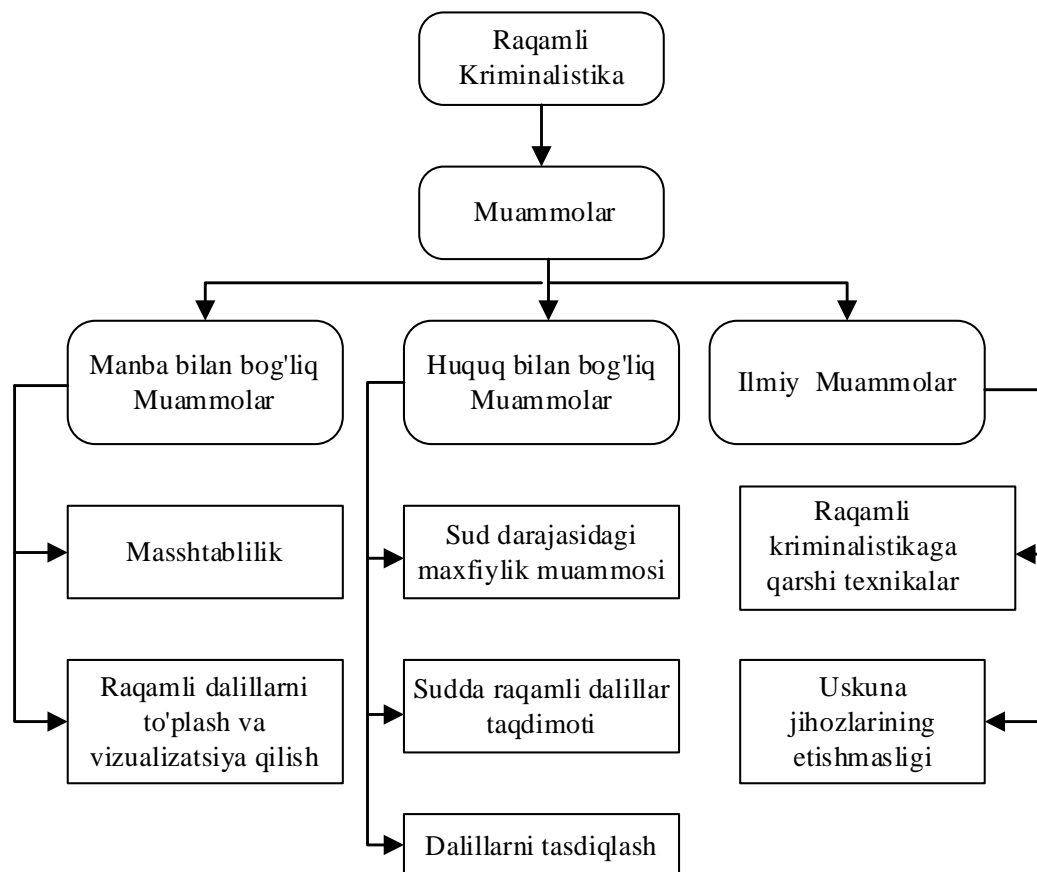 Raqamli
Kriminalistika
Muammolar
Manba bilan bog'liq
Muammolar
Huquq bilan bog'liq
Muammolar
Ilmiy Muammolar
Masshtablilik
Sud darajasidagi
maxfiylik muammosi
Raqamli
kriminalistikaga
qarshi texnikalar
Raqamli dalillarni
to'plash va
vizualizatsiya qilish
Sudda raqamli dalillar
taqdimoti
Uskuna
jihozlarining
etishmasligi
Dalillarni tasdiqlash